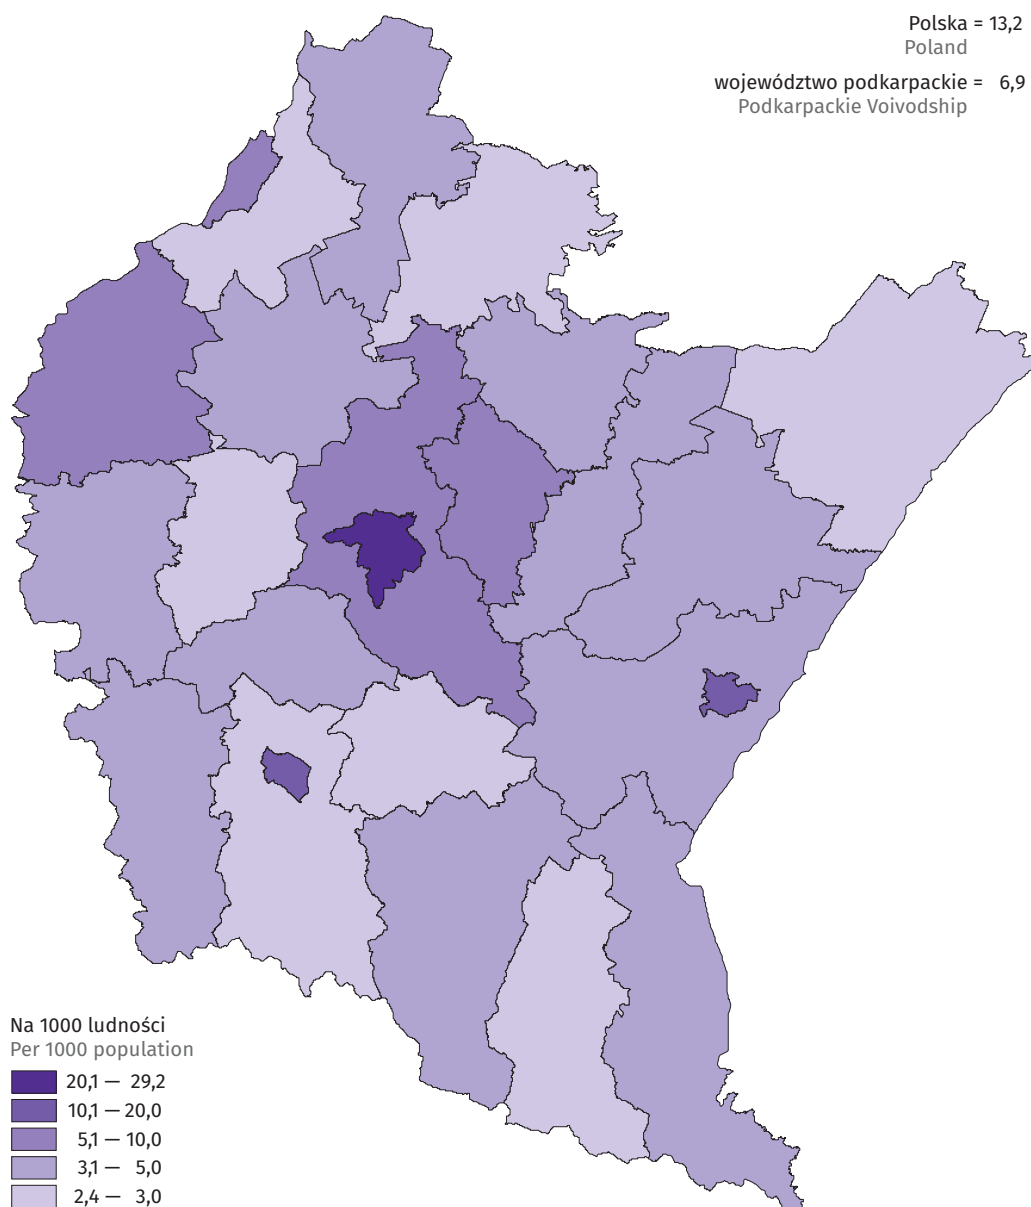 Polska = 13,2
Poland
województwo podkarpackie = 6,9
Podkarpackie Voivodship
Na 1000 ludności
Per 1000 population
20,1 — 29,2
10,1 — 20,0
5,1 — 10,0
3,1 — 5,0
2,4 — 3,0